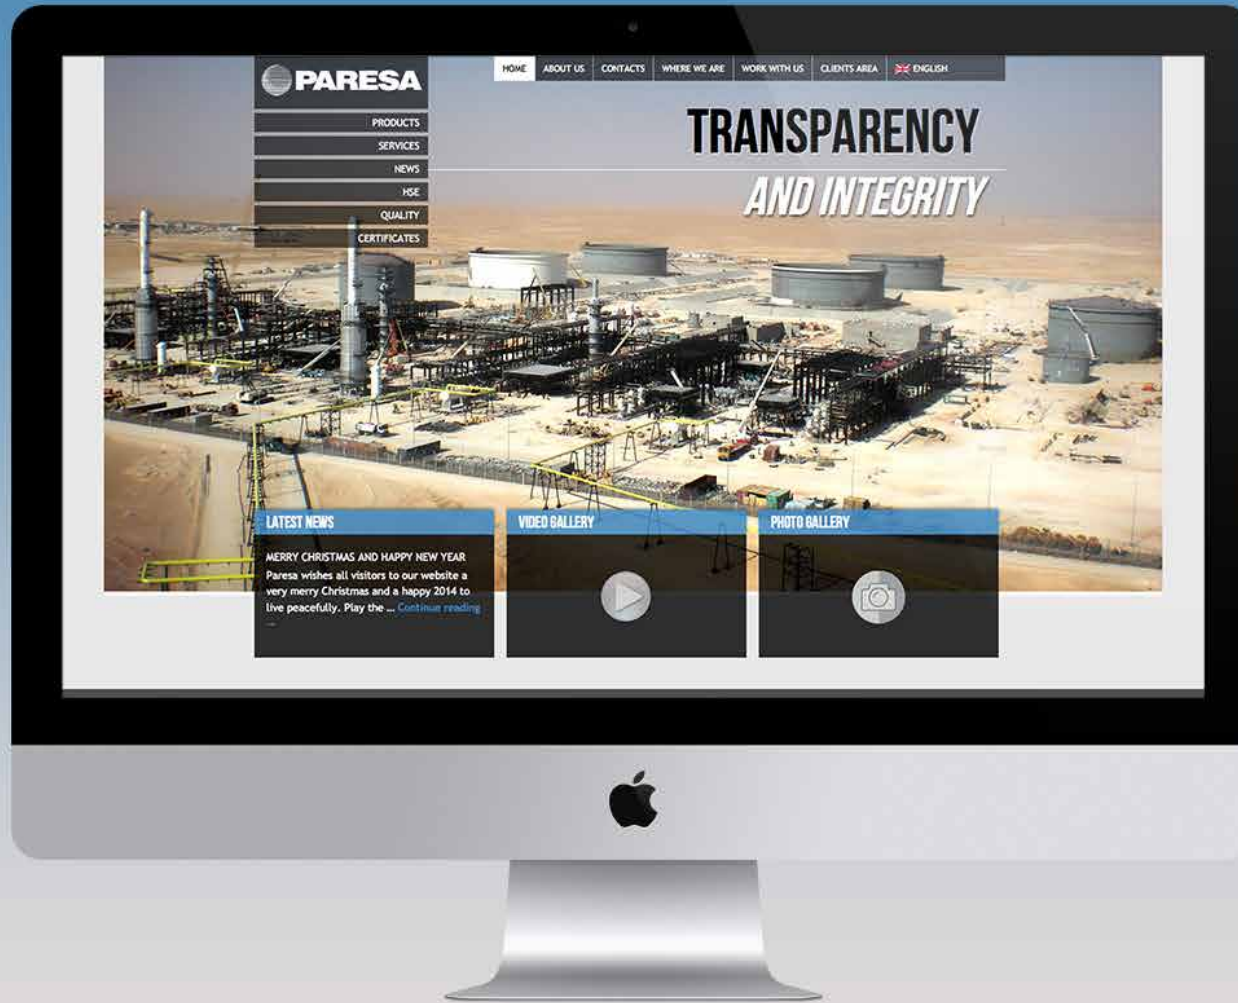 PARESA
HOME ABOUT US CONTACTS WHERE WE ARE WORK WITH US CLIENTS AREA ENGLISH
PRODUCTS
SERVICES
NEWS
HSE
QUALITY
CERTIFICATES
TRANSPARENCY
AND INTEGRITY
LATEST NEWS
MERRY CHRISTMAS AND HAPPY NEW YEAR
Paresa wishes all visitors to our website a
very merry Christmas and a happy 2014 to
live peacefully. Play the ... Continue reading
...
VIDEO GALLERY
PHOTO GALLERY